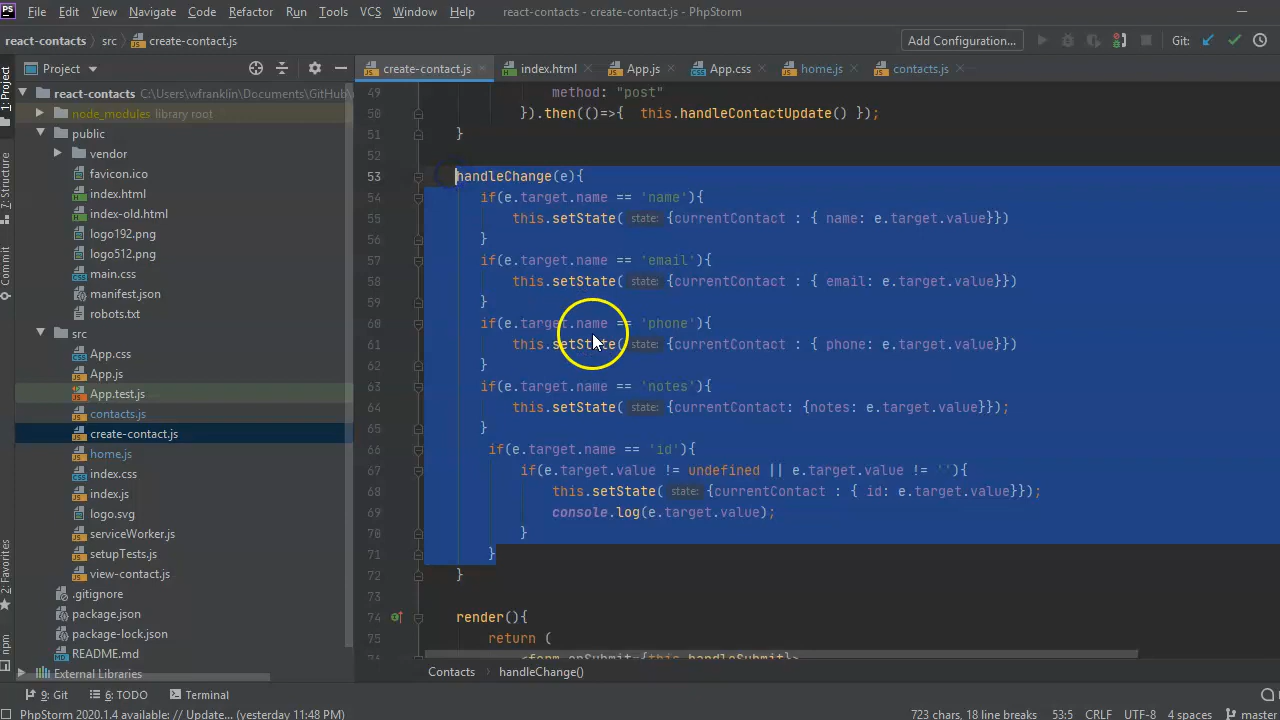 File Edit View Navigate Code Refactor Run Tools VCS Window Help react-contacts - create-contact.js - PhpStorm
react-contacts src create-contact.js Add Configuration... Git:
Project create-contact.js index.html App.js App.css home.js contacts.js
1: Project
Structure
Commit
2: Favorites
npm
react-contacts C:\Users\wfranklin\Documents\GitHub\
node_modules library root
public
vendor
favicon.ico
index.html
index-old.html
logo192.png
logo512.png
main.css
manifest.json
robots.txt
src
App.css
App.js
App.test.js
contacts.js
create-contact.js
home.js
index.css
index.js
logo.svg
serviceWorker.js
setupTests.js
view-contact.js
.gitignore
package.json
package-lock.json
README.md
External Libraries
49 method: "post"
50 }).then(()=>{ this.handleContactUpdate() });
51 }
52
53 handleChange(e){
54 if(e.target.name == 'name'){
55 this.setState( state: {currentContact : { name: e.target.value}})
56 }
57 if(e.target.name == 'email'){
58 this.setState( state: {currentContact : { email: e.target.value}})
59 }
60 if(e.target.name == 'phone'){
61 this.setState( state: {currentContact : { phone: e.target.value}})
62 }
63 if(e.target.name == 'notes'){
64 this.setState( state: {currentContact: {notes: e.target.value}});
65 }
66 if(e.target.name == 'id'){
67 if(e.target.value != undefined || e.target.value != ''){
68 this.setState( state: {currentContact : { id: e.target.value}});
69 console.log(e.target.value);
70 }
71 }
72 }
73
74 render(){
75 return (
76 <form onSubmit={this.handleSubmit}>
Contacts handleChange()
9: Git 6: TODO Terminal
PhpStorm 2020.1.4 available: // Update... (yesterday 11:48 PM) 723 chars, 18 line breaks 53:5 CRLF UTF-8 4 spaces master